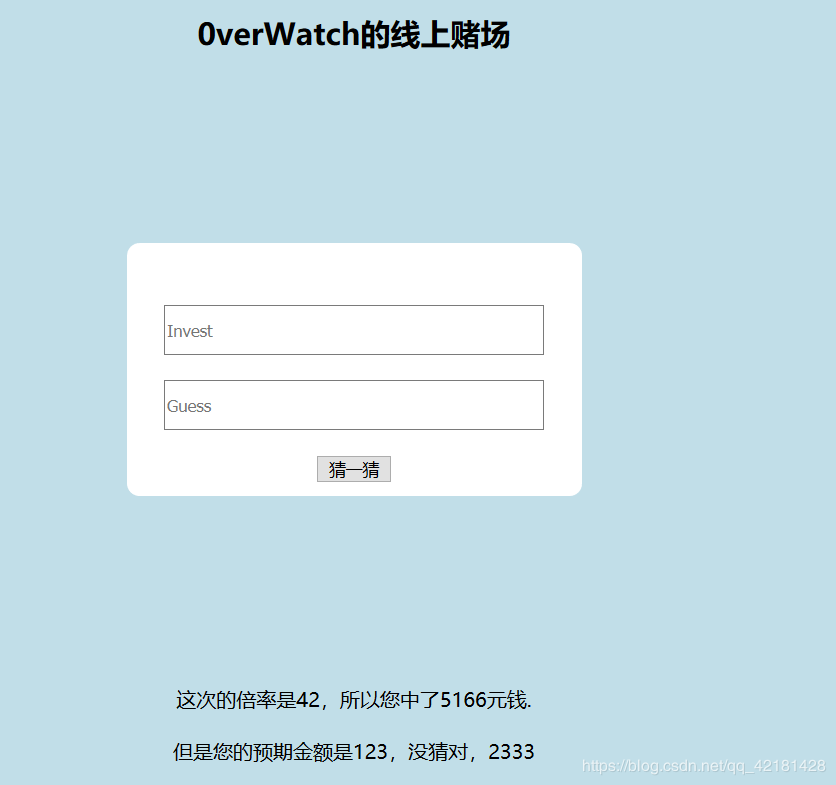 0verWatch的线上赌场
Invest
Guess
猜一猜
这次的倍率是42，所以您中了5166元钱.
但是您的预期金额是123，没猜对，2333
https://blog.csdn.net/qq_42181428